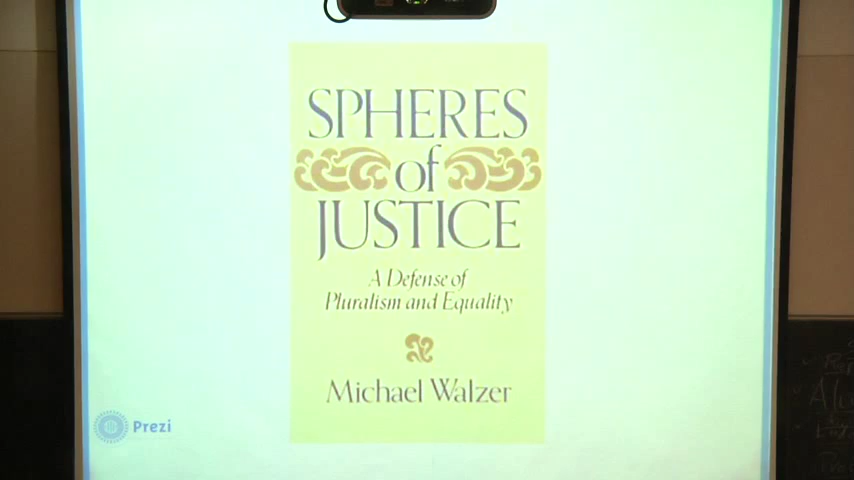 SPHERES
of
JUSTICE
A Defense of
Pluralism and Equality
Michael Walzer
Prezi